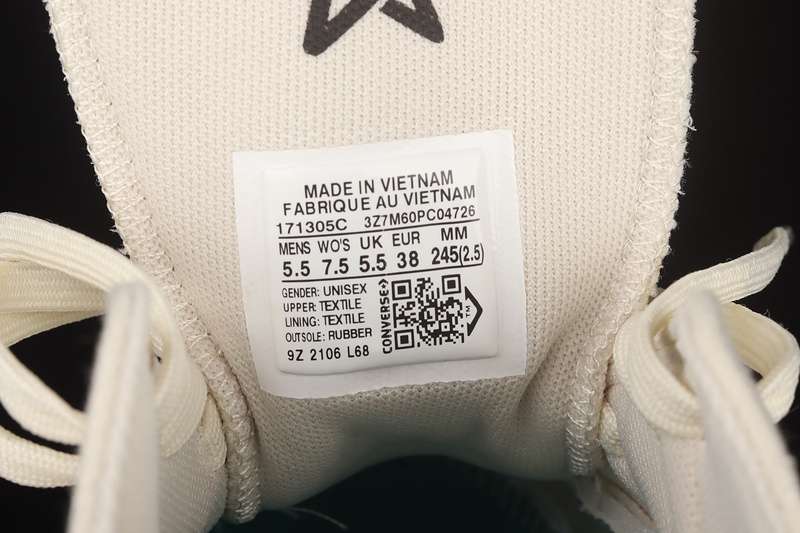 MADE IN VIETNAM
FABRIQUE AU VIETNAM
171305C 3Z7M60PC04726
MENS WO'S UK EUR MM
5.5 7.5 5.5 38 245(2.5)
GENDER: UNISEX
UPPER: TEXTILE
LINING: TEXTILE
OUTSOLE: RUBBER
9Z 2106 L68
CONVERSE
TM